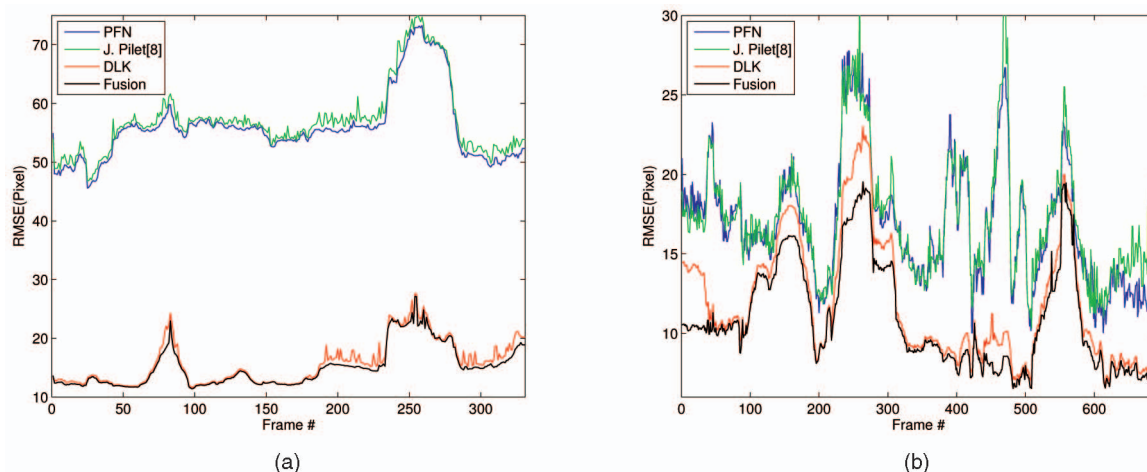 PFN
J. Pilet[8]
DLK
Fusion
RMSE(Pixel)
70
60
50
40
30
20
10
0
50
100
150
200
250
300
Frame #
(a)
PFN
J. Pilet[8]
DLK
Fusion
RMSE(Pixel)
30
25
20
15
10
0
100
200
300
400
500
600
Frame #
(b)